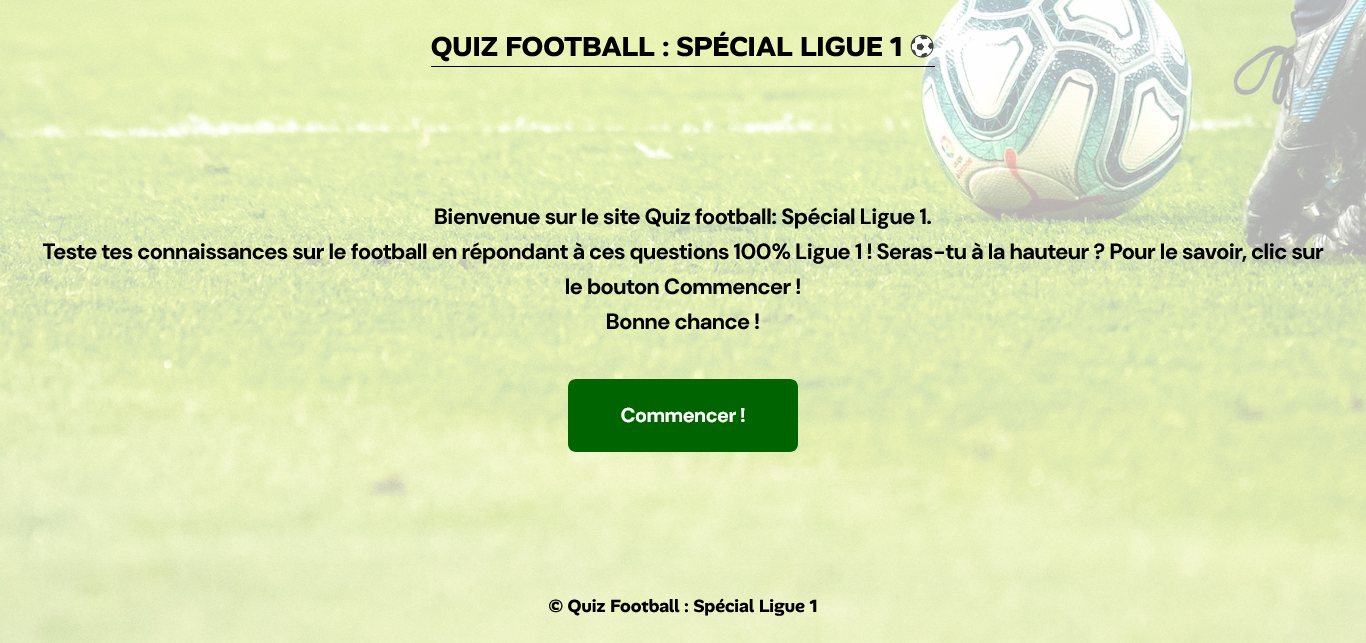 QUIZ FOOTBALL : SPÉCIAL LIGUE 1 ⚽
Bienvenue sur le site Quiz football: Spécial Ligue 1.
Teste tes connaissances sur le football en répondant à ces questions 100% Ligue 1 ! Seras-tu à la hauteur ? Pour le savoir, clic sur
le bouton Commencer !
Bonne chance !
Commencer !
© Quiz Football : Spécial Ligue 1